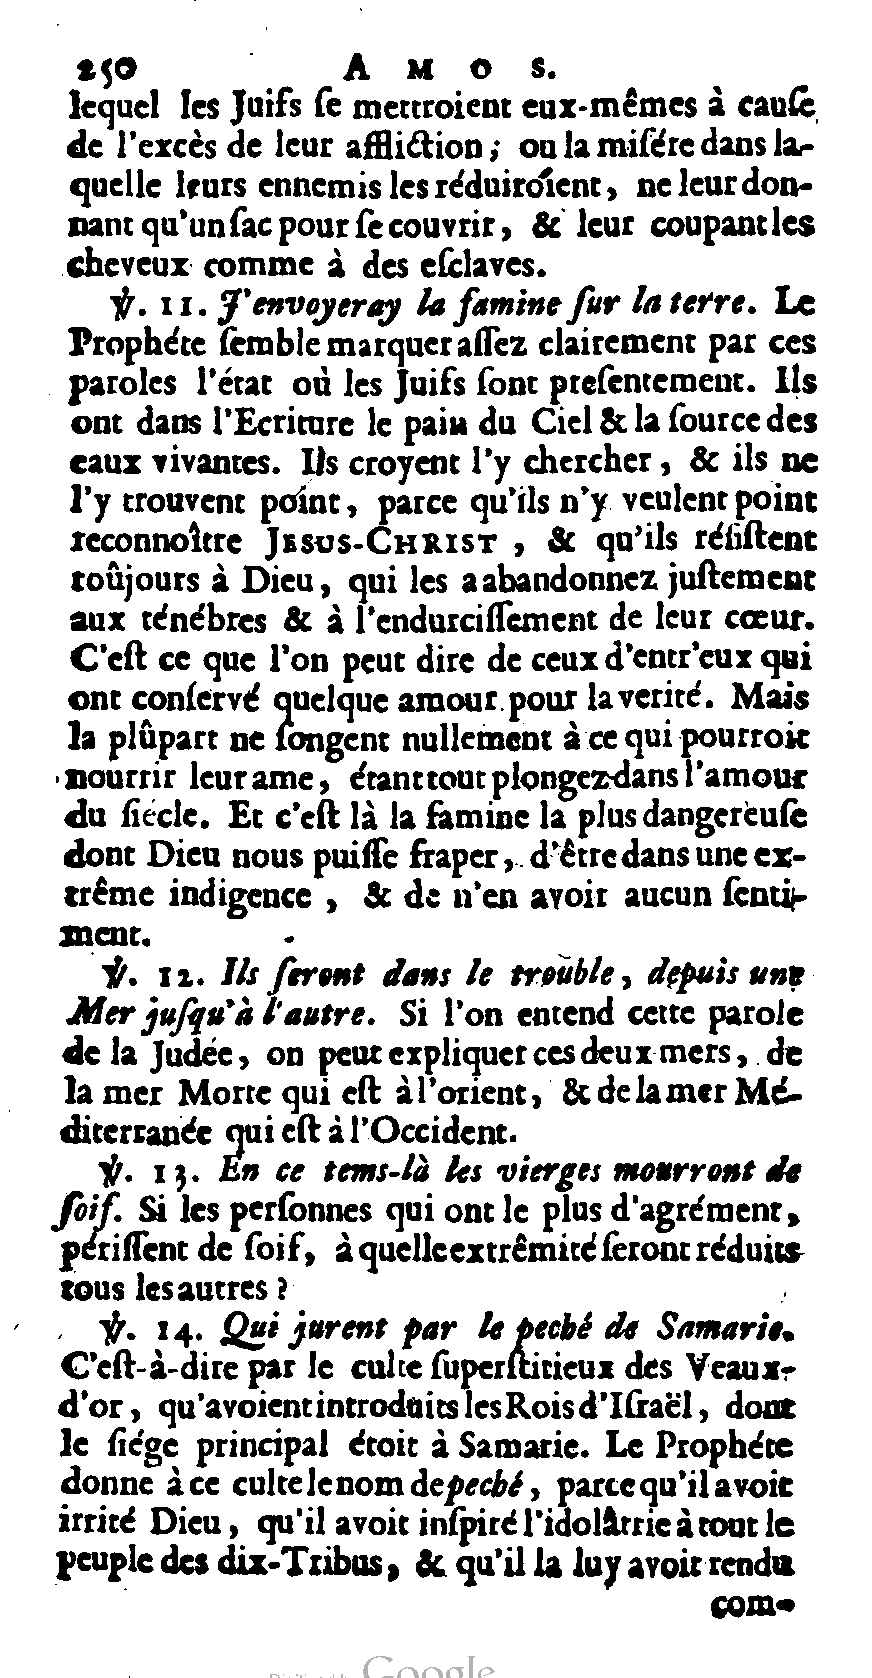 250 AMOS.
lequel les Juifs ſe mettroient eux-mêmes à cauſe
de l'excès de leur affliction; ou la miſére dans la-
quelle leurs ennemis les réduiroient, ne leur don-
nant qu'un ſac pour ſe couvrir, & leur coupant les
cheveux comme à des eſclaves.
℣. 11. J'envoyeray la famine ſur la terre. Le
Prophéte ſemble marquer aſſez clairement par ces
paroles l'état où les Juifs ſont preſentement. Ils
ont dans l'Ecriture le pain du Ciel & la ſource des
eaux vivantes. Ils croyent l'y chercher, & ils ne
l'y trouvent point, parce qu'ils n'y veulent point
reconnoîttre JESUS-CHRIST, & qu'ils réſiſtent
toûjours à Dieu, qui les a abandonnez juſtement
aux ténébres & à l'endurciſſement de leur cœur.
C'eſt ce que l'on peut dire de ceux d'entr'eux qui
ont conſervé quelque amour pour la verité. Mais
la plûpart ne ſongent nullement à ce qui pourroit
nourrir leur ame, étant tout plongez dans l'amour
du ſiécle. Et c'eſt là la famine la plus dangereuſe
dont Dieu nous puiſſe fraper, d'être dans une ex-
trême indigence, & de n'en avoir aucun ſenti-
ment.
℣. 12. Ils ſeront dans le trouble, depuis une
Mer juſqu'à l'autre. Si l'on entend cette parole
de la Judée, on peut expliquer ces deux mers, de
la mer Morte qui eſt à l'orient, & de la mer Mé-
diterranée qui eſt à l'Occident.
℣. 13. En ce tems-là les vierges mourront de
ſoif. Si les perſonnes qui ont le plus d'agrément,
périſſent de ſoif, à quelle extrêmité ſeront réduits
tous les autres?
℣. 14. Qui jurent par le peché de Samarie.
C'eſt-à-dire par le culte ſuperſtitieux des Veaux-
d'or, qu'avoient introduits les Rois d'Iſraël, dont
le ſiége principal étoit à Samarie. Le Prophéte
donne à ce culte le nom de peché, parce qu'il avoit
irrité Dieu, qu'il avoit inſpiré l'idolâtrie à tout le
peuple des dix-Tribus, & qu'il la luy avoit rendu
com-
Google